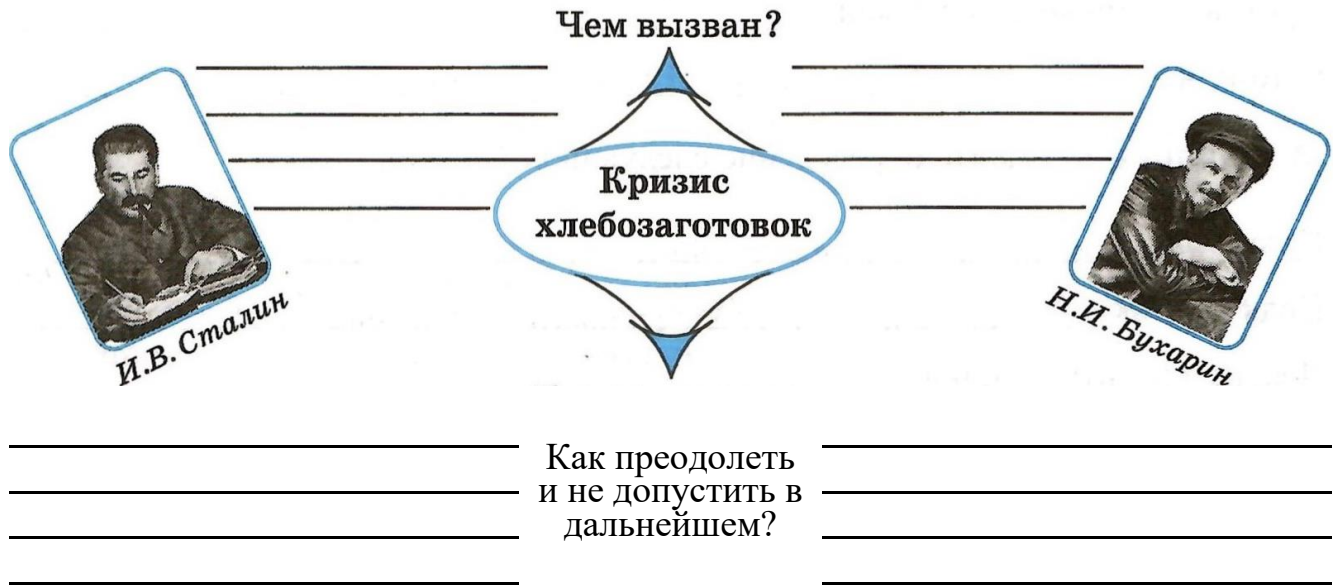 Чем вызван?
Кризис
хлебозаготовок
И.В. Сталин
Н.И. Бухарин
Как преодолеть
и не допустить в
дальнейшем?